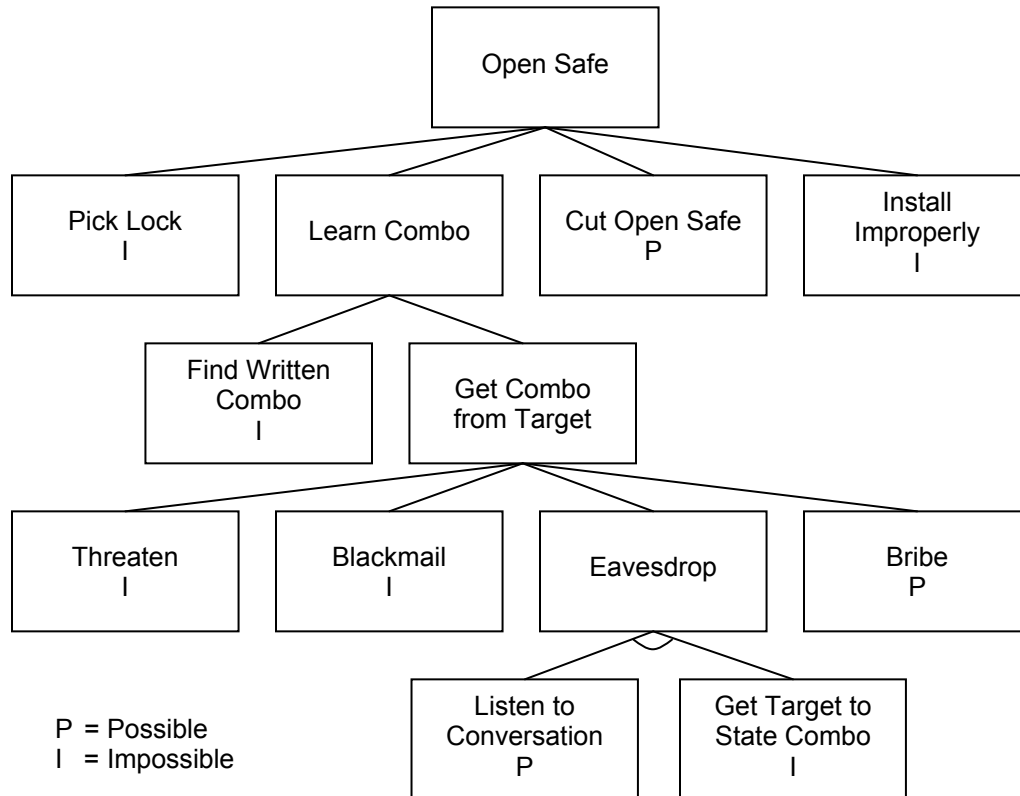 Open Safe
Pick Lock
I
Learn Combo
Cut Open Safe
P
Install
Improperly
I
Find Written
Combo
I
Get Combo
from Target
Threaten
I
Blackmail
I
Eavesdrop
Bribe
P
Listen to
Conversation
P
Get Target to
State Combo
I
P = Possible
I = Impossible